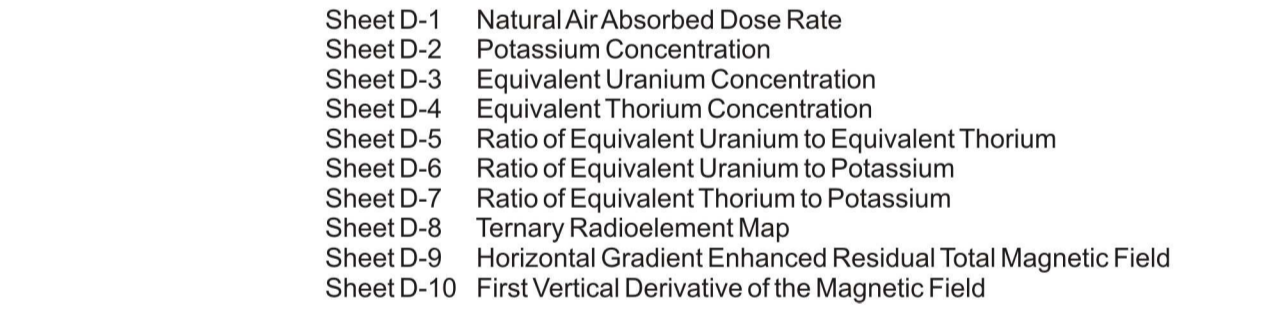 Sheet D-1 Natural Air Absorbed Dose Rate
Sheet D-2 Potassium Concentration
Sheet D-3 Equivalent Uranium Concentration
Sheet D-4 Equivalent Thorium Concentration
Sheet D-5 Ratio of Equivalent Uranium to Equivalent Thorium
Sheet D-6 Ratio of Equivalent Uranium to Potassium
Sheet D-7 Ratio of Equivalent Thorium to Potassium
Sheet D-8 Ternary Radioelement Map
Sheet D-9 Horizontal Gradient Enhanced Residual Total Magnetic Field
Sheet D-10 First Vertical Derivative of the Magnetic Field